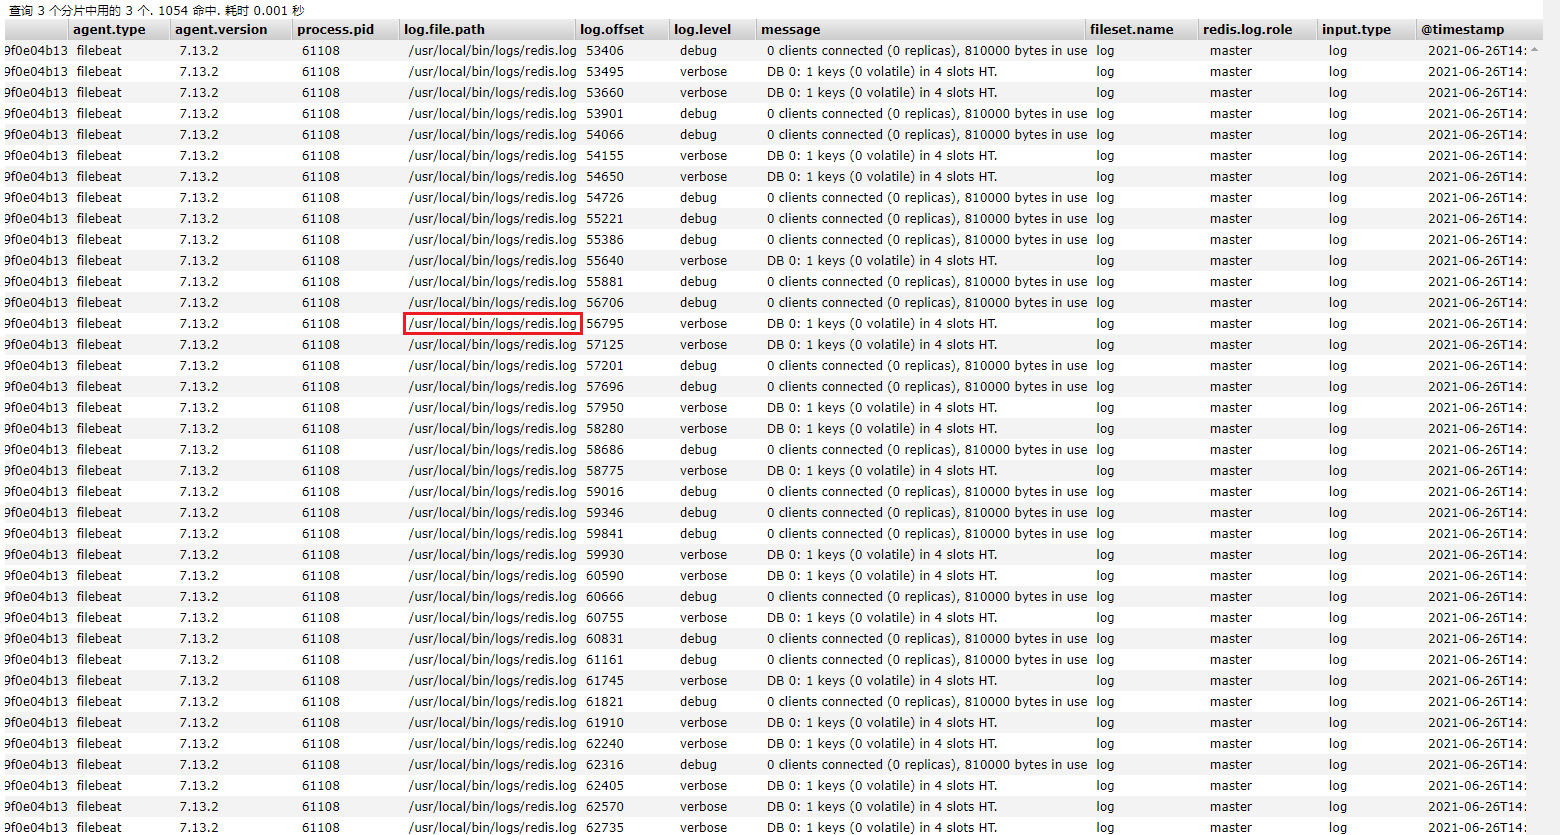 查询 3 个分片中用的 3 个. 1054 命中. 耗时 0.001 秒
agent.type agent.version process.pid log.file.path log.offset log.level message fileset.name redis.log.role input.type @timestamp
9f0e04b13 filebeat 7.13.2 61108 /usr/local/bin/logs/redis.log 53406 debug 0 clients connected (0 replicas), 810000 bytes in use log master log 2021-06-26T14:
9f0e04b13 filebeat 7.13.2 61108 /usr/local/bin/logs/redis.log 53495 verbose DB 0: 1 keys (0 volatile) in 4 slots HT. log master log 2021-06-26T14:
9f0e04b13 filebeat 7.13.2 61108 /usr/local/bin/logs/redis.log 53660 verbose DB 0: 1 keys (0 volatile) in 4 slots HT. log master log 2021-06-26T14:
9f0e04b13 filebeat 7.13.2 61108 /usr/local/bin/logs/redis.log 53901 debug 0 clients connected (0 replicas), 810000 bytes in use log master log 2021-06-26T14:
9f0e04b13 filebeat 7.13.2 61108 /usr/local/bin/logs/redis.log 54066 debug 0 clients connected (0 replicas), 810000 bytes in use log master log 2021-06-26T14:
9f0e04b13 filebeat 7.13.2 61108 /usr/local/bin/logs/redis.log 54155 verbose DB 0: 1 keys (0 volatile) in 4 slots HT. log master log 2021-06-26T14:
9f0e04b13 filebeat 7.13.2 61108 /usr/local/bin/logs/redis.log 54650 verbose DB 0: 1 keys (0 volatile) in 4 slots HT. log master log 2021-06-26T14:
9f0e04b13 filebeat 7.13.2 61108 /usr/local/bin/logs/redis.log 54726 debug 0 clients connected (0 replicas), 810000 bytes in use log master log 2021-06-26T14:
9f0e04b13 filebeat 7.13.2 61108 /usr/local/bin/logs/redis.log 55221 debug 0 clients connected (0 replicas), 810000 bytes in use log master log 2021-06-26T14:
9f0e04b13 filebeat 7.13.2 61108 /usr/local/bin/logs/redis.log 55386 debug 0 clients connected (0 replicas), 810000 bytes in use log master log 2021-06-26T14:
9f0e04b13 filebeat 7.13.2 61108 /usr/local/bin/logs/redis.log 55640 verbose DB 0: 1 keys (0 volatile) in 4 slots HT. log master log 2021-06-26T14:
9f0e04b13 filebeat 7.13.2 61108 /usr/local/bin/logs/redis.log 55881 debug 0 clients connected (0 replicas), 810000 bytes in use log master log 2021-06-26T14:
9f0e04b13 filebeat 7.13.2 61108 /usr/local/bin/logs/redis.log 56706 debug 0 clients connected (0 replicas), 810000 bytes in use log master log 2021-06-26T14:
9f0e04b13 filebeat 7.13.2 61108 /usr/local/bin/logs/redis.log 56795 verbose DB 0: 1 keys (0 volatile) in 4 slots HT. log master log 2021-06-26T14:
9f0e04b13 filebeat 7.13.2 61108 /usr/local/bin/logs/redis.log 57125 verbose DB 0: 1 keys (0 volatile) in 4 slots HT. log master log 2021-06-26T14:
9f0e04b13 filebeat 7.13.2 61108 /usr/local/bin/logs/redis.log 57201 debug 0 clients connected (0 replicas), 810000 bytes in use log master log 2021-06-26T14:
9f0e04b13 filebeat 7.13.2 61108 /usr/local/bin/logs/redis.log 57696 debug 0 clients connected (0 replicas), 810000 bytes in use log master log 2021-06-26T14:
9f0e04b13 filebeat 7.13.2 61108 /usr/local/bin/logs/redis.log 57950 verbose DB 0: 1 keys (0 volatile) in 4 slots HT. log master log 2021-06-26T14:
9f0e04b13 filebeat 7.13.2 61108 /usr/local/bin/logs/redis.log 58280 verbose DB 0: 1 keys (0 volatile) in 4 slots HT. log master log 2021-06-26T14:
9f0e04b13 filebeat 7.13.2 61108 /usr/local/bin/logs/redis.log 58686 debug 0 clients connected (0 replicas), 810000 bytes in use log master log 2021-06-26T14:
9f0e04b13 filebeat 7.13.2 61108 /usr/local/bin/logs/redis.log 58775 verbose DB 0: 1 keys (0 volatile) in 4 slots HT. log master log 2021-06-26T14:
9f0e04b13 filebeat 7.13.2 61108 /usr/local/bin/logs/redis.log 59016 debug 0 clients connected (0 replicas), 810000 bytes in use log master log 2021-06-26T14:
9f0e04b13 filebeat 7.13.2 61108 /usr/local/bin/logs/redis.log 59346 debug 0 clients connected (0 replicas), 810000 bytes in use log master log 2021-06-26T14:
9f0e04b13 filebeat 7.13.2 61108 /usr/local/bin/logs/redis.log 59841 debug 0 clients connected (0 replicas), 810000 bytes in use log master log 2021-06-26T14:
9f0e04b13 filebeat 7.13.2 61108 /usr/local/bin/logs/redis.log 59930 verbose DB 0: 1 keys (0 volatile) in 4 slots HT. log master log 2021-06-26T14:
9f0e04b13 filebeat 7.13.2 61108 /usr/local/bin/logs/redis.log 60590 verbose DB 0: 1 keys (0 volatile) in 4 slots HT. log master log 2021-06-26T14:
9f0e04b13 filebeat 7.13.2 61108 /usr/local/bin/logs/redis.log 60666 debug 0 clients connected (0 replicas), 810000 bytes in use log master log 2021-06-26T14:
9f0e04b13 filebeat 7.13.2 61108 /usr/local/bin/logs/redis.log 60755 verbose DB 0: 1 keys (0 volatile) in 4 slots HT. log master log 2021-06-26T14:
9f0e04b13 filebeat 7.13.2 61108 /usr/local/bin/logs/redis.log 60831 debug 0 clients connected (0 replicas), 810000 bytes in use log master log 2021-06-26T14:
9f0e04b13 filebeat 7.13.2 61108 /usr/local/bin/logs/redis.log 61161 debug 0 clients connected (0 replicas), 810000 bytes in use log master log 2021-06-26T14:
9f0e04b13 filebeat 7.13.2 61108 /usr/local/bin/logs/redis.log 61745 verbose DB 0: 1 keys (0 volatile) in 4 slots HT. log master log 2021-06-26T14:
9f0e04b13 filebeat 7.13.2 61108 /usr/local/bin/logs/redis.log 61821 debug 0 clients connected (0 replicas), 810000 bytes in use log master log 2021-06-26T14:
9f0e04b13 filebeat 7.13.2 61108 /usr/local/bin/logs/redis.log 61910 verbose DB 0: 1 keys (0 volatile) in 4 slots HT. log master log 2021-06-26T14:
9f0e04b13 filebeat 7.13.2 61108 /usr/local/bin/logs/redis.log 62240 verbose DB 0: 1 keys (0 volatile) in 4 slots HT. log master log 2021-06-26T14:
9f0e04b13 filebeat 7.13.2 61108 /usr/local/bin/logs/redis.log 62316 debug 0 clients connected (0 replicas), 810000 bytes in use log master log 2021-06-26T14:
9f0e04b13 filebeat 7.13.2 61108 /usr/local/bin/logs/redis.log 62405 verbose DB 0: 1 keys (0 volatile) in 4 slots HT. log master log 2021-06-26T14:
9f0e04b13 filebeat 7.13.2 61108 /usr/local/bin/logs/redis.log 62570 verbose DB 0: 1 keys (0 volatile) in 4 slots HT. log master log 2021-06-26T14:
9f0e04b13 filebeat 7.13.2 61108 /usr/local/bin/logs/redis.log 62735 verbose DB 0: 1 keys (0 volatile) in 4 slots HT. log master log 2021-06-26T14: